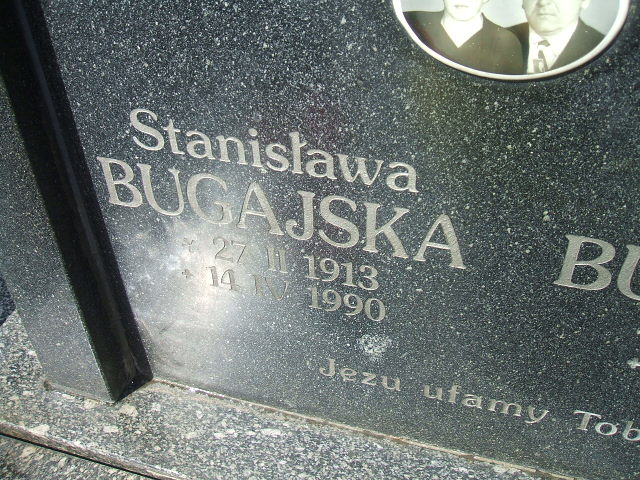 Stanisława
BUGAJSKA
* 27 II 1913
+ 14 IV 1990
BU
Jezu ufamy Tob